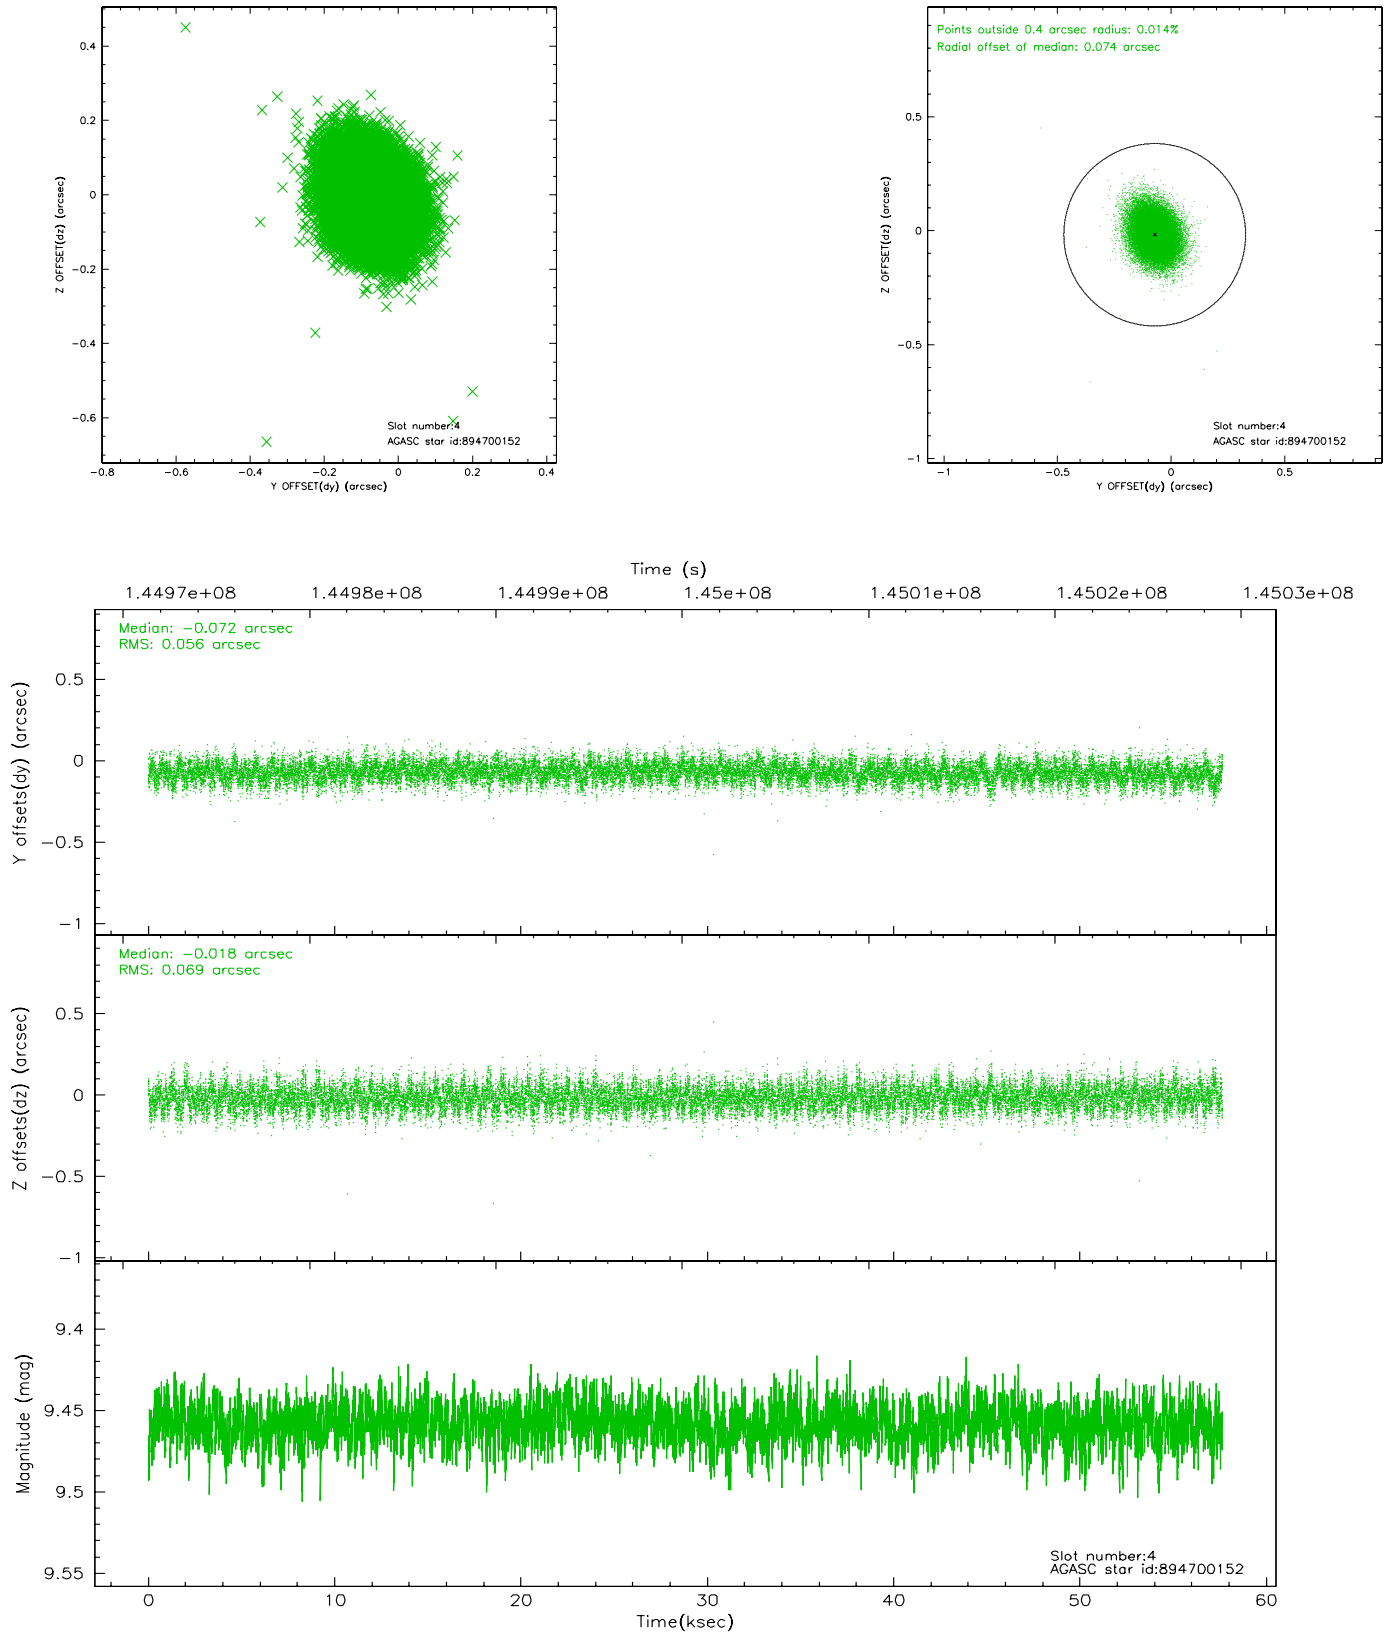 0.4
0.2
0
−0.2
−0.4
−0.6
Z OFFSET(dz) (arcsec)
Slot number:4
AGASC star id:894700152
−0.8 −0.6 −0.4 −0.2 0 0.2 0.4
Y OFFSET(dy) (arcsec)
Points outside 0.4 arcsec radius: 0.014%
Radial offset of median: 0.074 arcsec
0.5
0
−0.5
−1
Z OFFSET(dz) (arcsec)
Slot number:4
AGASC star id:894700152
−1 −0.5 0 0.5
Y OFFSET(dy) (arcsec)
Time (s)
1.4497e+08 1.4498e+08 1.4499e+08 1.45e+08 1.4501e+08 1.4502e+08 1.4503e+08
Median: −0.072 arcsec
RMS: 0.056 arcsec
0.5
0
−0.5
−1
Y offsets(dy) (arcsec)
Median: −0.018 arcsec
RMS: 0.069 arcsec
0.5
0
−0.5
−1
Z offsets(dz) (arcsec)
9.4
9.45
9.5
9.55
Magnitude (mag)
Slot number:4
AGASC star id:894700152
0 10 20 30 40 50 60
Time(ksec)